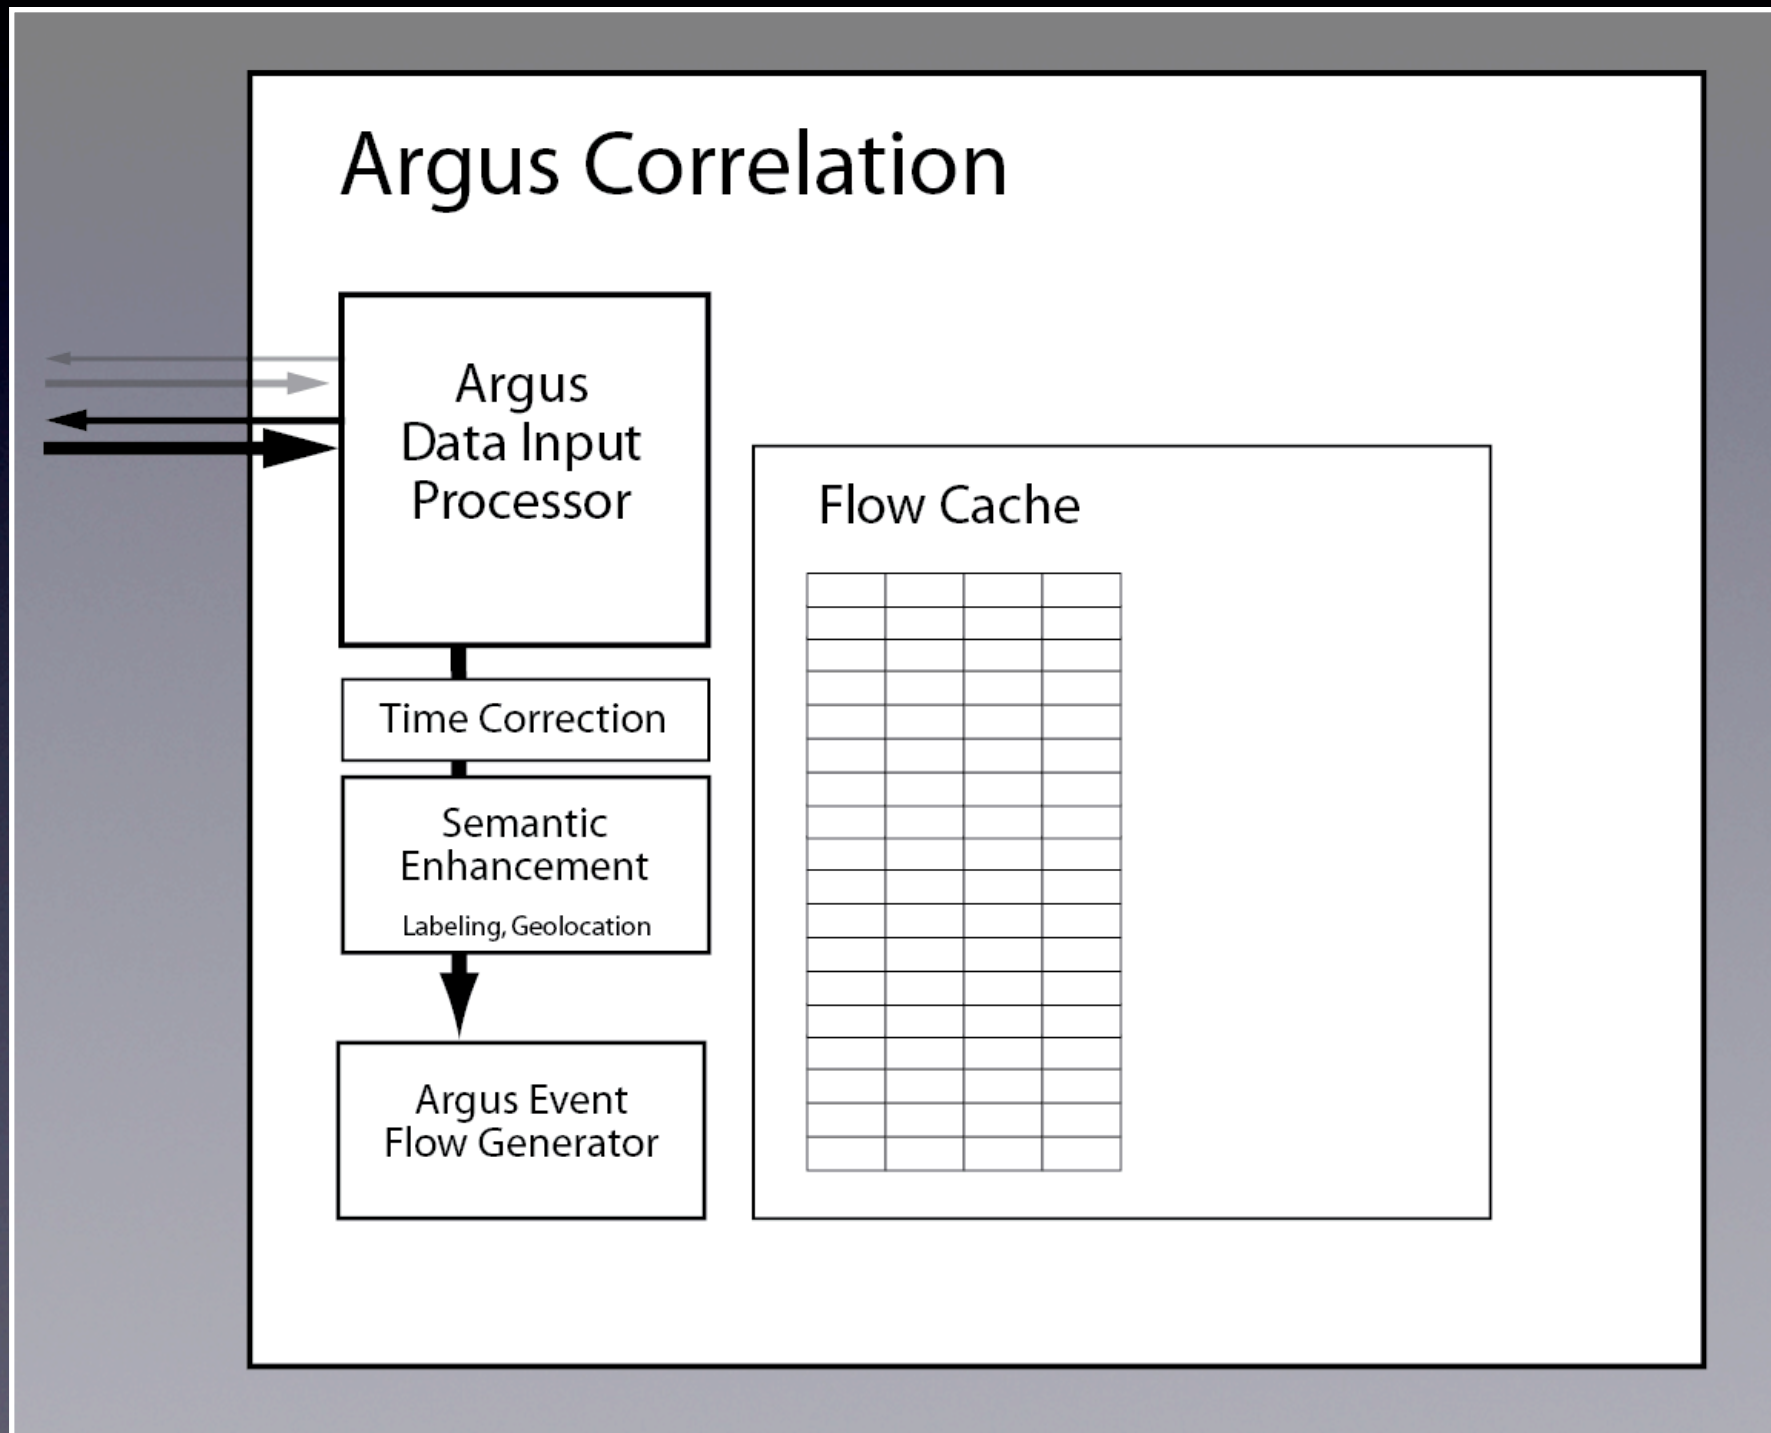 Argus Correlation
Argus
Data Input
Processor
Time Correction
Semantic
Enhancement
Labeling, Geolocation
Argus Event
Flow Generator
Flow Cache